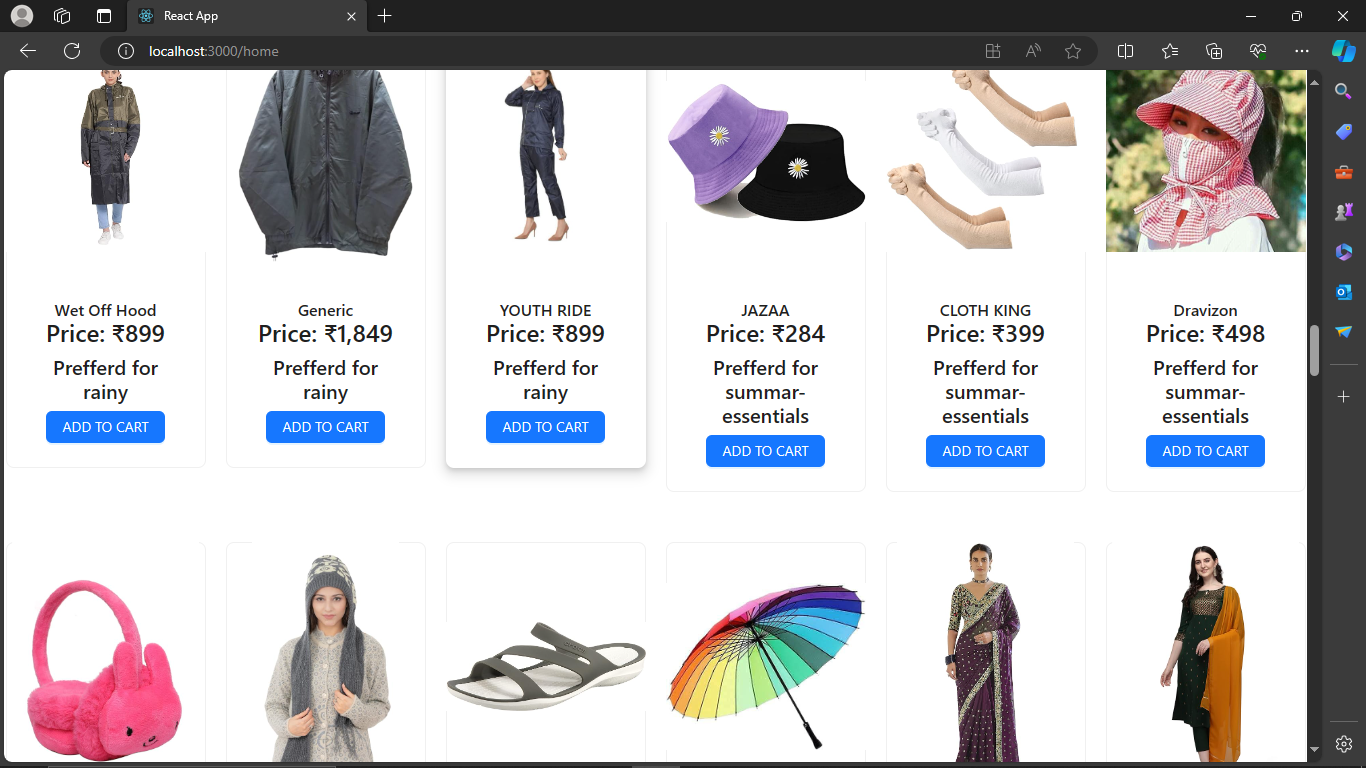 React App
localhost:3000/home
Wet Off Hood
Price: ₹899
Prefferd for
rainy
ADD TO CART
Generic
Price: ₹1,849
Prefferd for
rainy
ADD TO CART
YOUTH RIDE
Price: ₹899
Prefferd for
rainy
ADD TO CART
JAZAA
Price: ₹284
Prefferd for
summar-
essentials
ADD TO CART
CLOTH KING
Price: ₹399
Prefferd for
summar-
essentials
ADD TO CART
Dravizon
Price: ₹498
Prefferd for
summar-
essentials
ADD TO CART